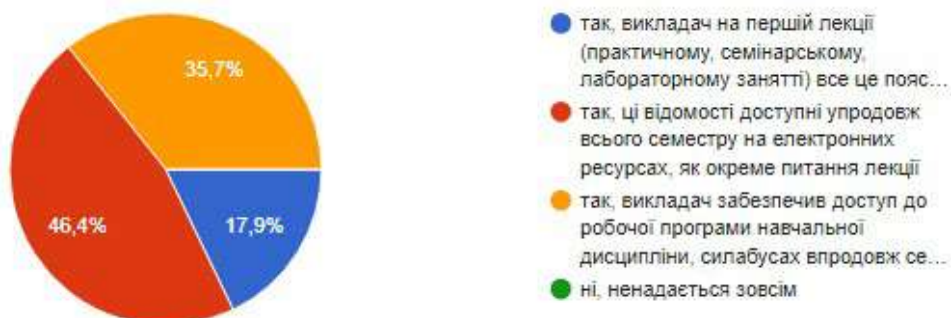 35,7%
46,4%
17,9%
так, викладач на першій лекції
(практичному, семінарському,
лабораторному занятті) все це пояс…
так, ці відомості доступні упродовж
всього семестру на електронних
ресурсах, як окреме питання лекції
так, викладач забезпечив доступ до
робочої програми навчальної
дисципліни, силабусах впродовж се…
ні, ненадається зовсім